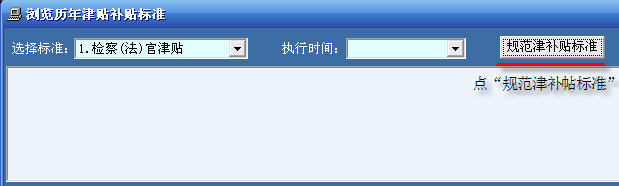 浏览历年津贴补贴标准
选择标准: 1.检察(法)官津贴 执行时间: 规范津补贴标准
点“规范津补帖标准”